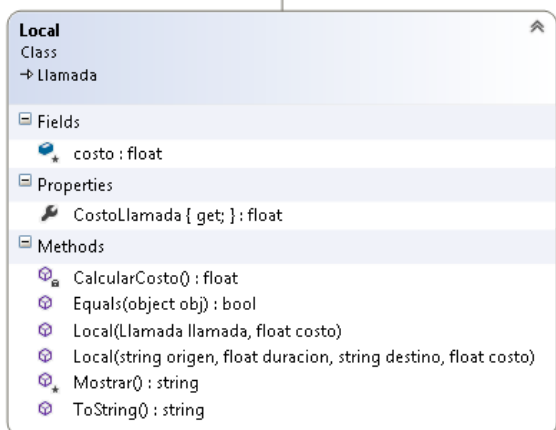 Local
Class
→ Llamada
Fields
costo : float
Properties
CostoLlamada { get; } : float
Methods
CalcularCosto() : float
Equals(object obj) : bool
Local(Llamada llamada, float costo)
Local(string origen, float duracion, string destino, float costo)
Mostrar() : string
ToString() : string